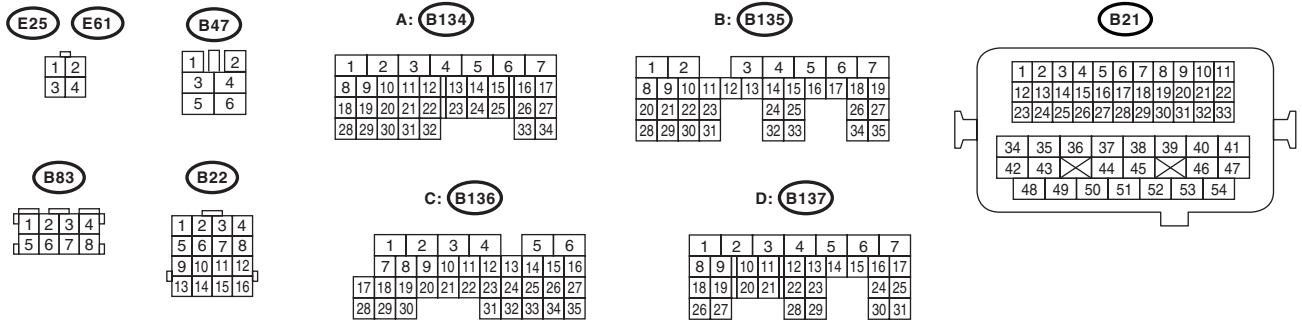 E25 E61
1 2
3 4
B47
1 2
3 4
5 6
A: B134
1 2 3 4 5 6 7
8 9 10 11 12 13 14 15 16 17
18 19 20 21 22 23 24 25 26 27
28 29 30 31 32 33 34
B: B135
1 2 3 4 5 6 7
8 9 10 11 12 13 14 15 16 17 18 19
20 21 22 23 24 25 26 27
28 29 30 31 32 33 34 35
B21
1 2 3 4 5 6 7 8 9 10 11
12 13 14 15 16 17 18 19 20 21 22
23 24 25 26 27 28 29 30 31 32 33
34 35 36 37 38 39 40 41
42 43 44 45 46 47
48 49 50 51 52 53 54
B83
1 2 3 4
5 6 7 8
B22
1 2 3 4
5 6 7 8
9 10 11 12
13 14 15 16
C: B136
1 2 3 4 5 6
7 8 9 10 11 12 13 14 15 16
17 18 19 20 21 22 23 24 25 26 27
28 29 30 31 32 33 34 35
D: B137
1 2 3 4 5 6 7
8 9 10 11 12 13 14 15 16 17
18 19 20 21 22 23 24 25
26 27 28 29 30 31